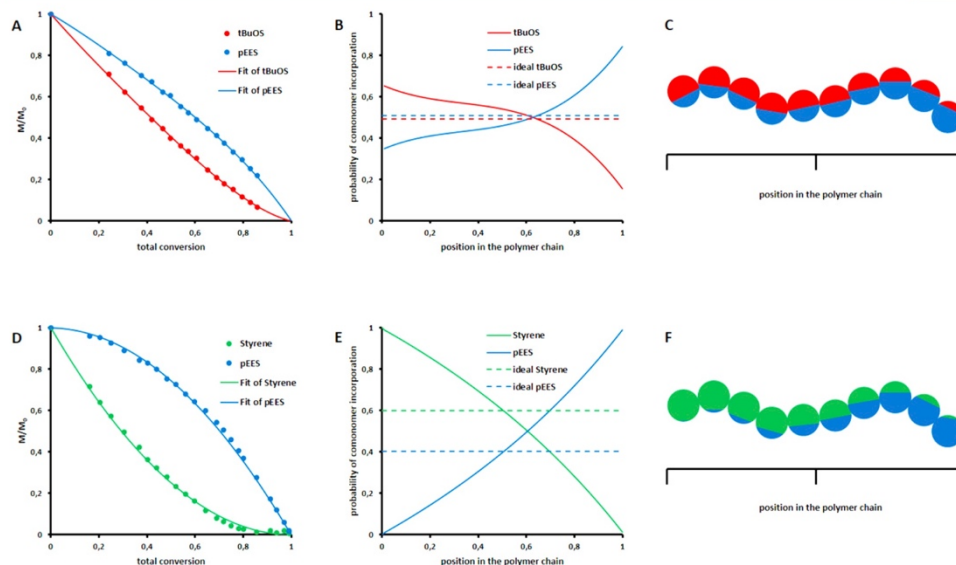 A
tBuOS
pEES
Fit of tBuOS
Fit of pEES
M/M₀
1
0,8
0,6
0,4
0,2
0
0 0,2 0,4 0,6 0,8 1
total conversion
B
tBuOS
pEES
ideal tBuOS
ideal pEES
probability of comonomer incorporation
1
0,8
0,6
0,4
0,2
0
0 0,2 0,4 0,6 0,8 1
position in the polymer chain
C
position in the polymer chain
D
Styrene
pEES
Fit of Styrene
Fit of pEES
M/M₀
1
0,8
0,6
0,4
0,2
0
0 0,2 0,4 0,6 0,8 1
total conversion
E
Styrene
pEES
ideal Styrene
ideal pEES
probability of comonomer incorporation
1
0,8
0,6
0,4
0,2
0
0 0,2 0,4 0,6 0,8 1
position in the polymer chain
F
position in the polymer chain